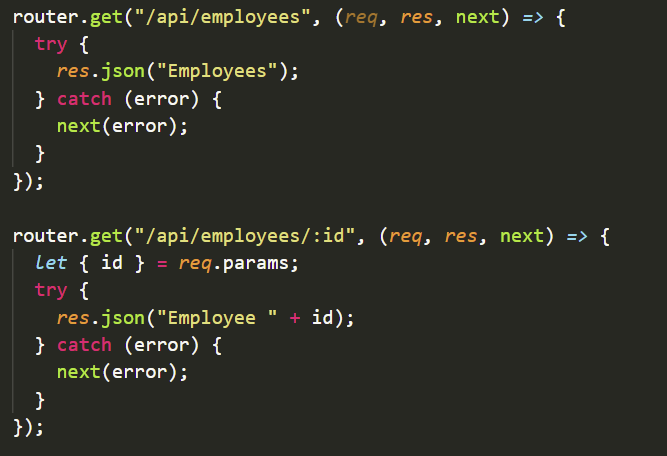 router.get("/api/employees", (req, res, next) => {
  try {
    res.json("Employees");
  } catch (error) {
    next(error);
  }
});

router.get("/api/employees/:id", (req, res, next) => {
  let { id } = req.params;
  try {
    res.json("Employee " + id);
  } catch (error) {
    next(error);
  }
});